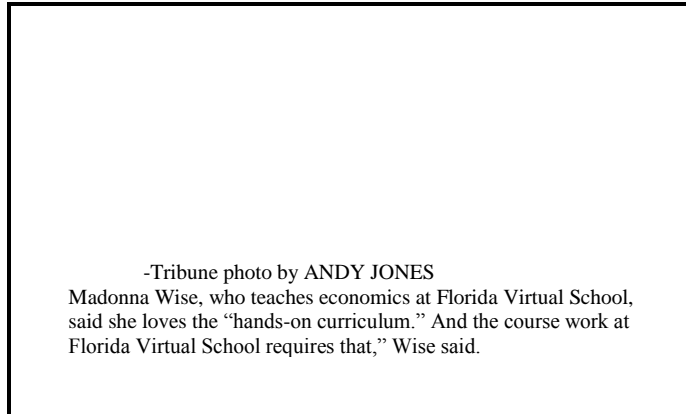 -Tribune photo by ANDY JONES
Madonna Wise, who teaches economics at Florida Virtual School,
said she loves the “hands-on curriculum.” And the course work at
Florida Virtual School requires that,” Wise said.